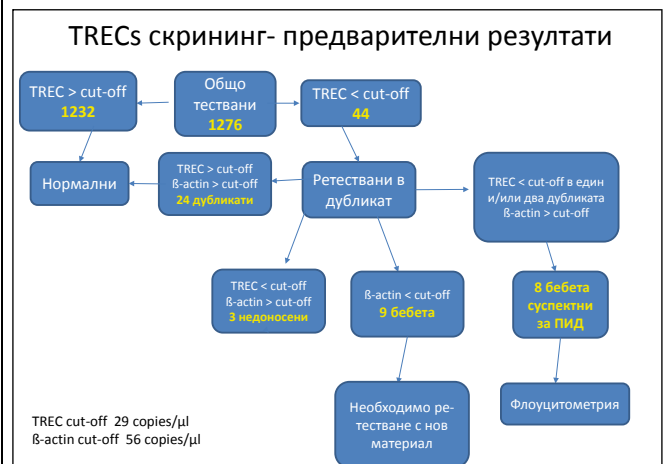 TRECs скрининг- предварителни резултати
TREC > cut-off
1232
Общо
тествани
1276
TREC < cut-off
44
Нормални
TREC > cut-off
ß-actin > cut-off
24 дубликати
Ретествани в
дубликат
TREC < cut-off в един
и/или два дубликата
ß-actin > cut-off
TREC < cut-off
ß-actin > cut-off
3 недоносени
ß-actin < cut-off
9 бебета
8 бебета
суспектни
за ПИД
Необходимо ре-
тестване с нов
материал
Флоуцитометрия
TREC cut-off 29 copies/µl
ß-actin cut-off 56 copies/µl